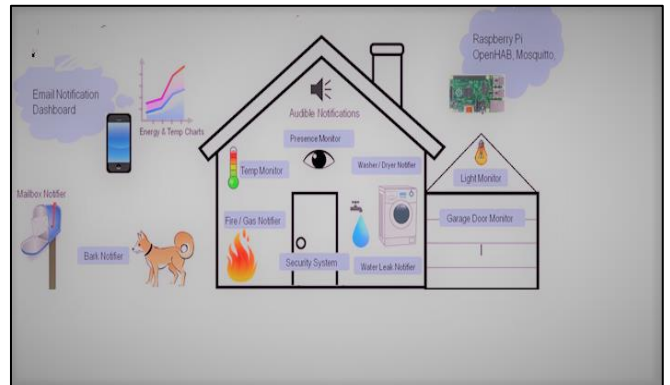 Raspberry Pi
OpenHAB, Mosquitto,
Email Notification
Dashboard
Energy & Temp Charts
Audible Notifications
Presence Monitor
Temp Monitor
Washer / Dryer Notifier
Light Monitor
Mailbox Notifier
Fire / Gas Notifier
Garage Door Monitor
Bark Notifier
Security System
Water Leak Notifier